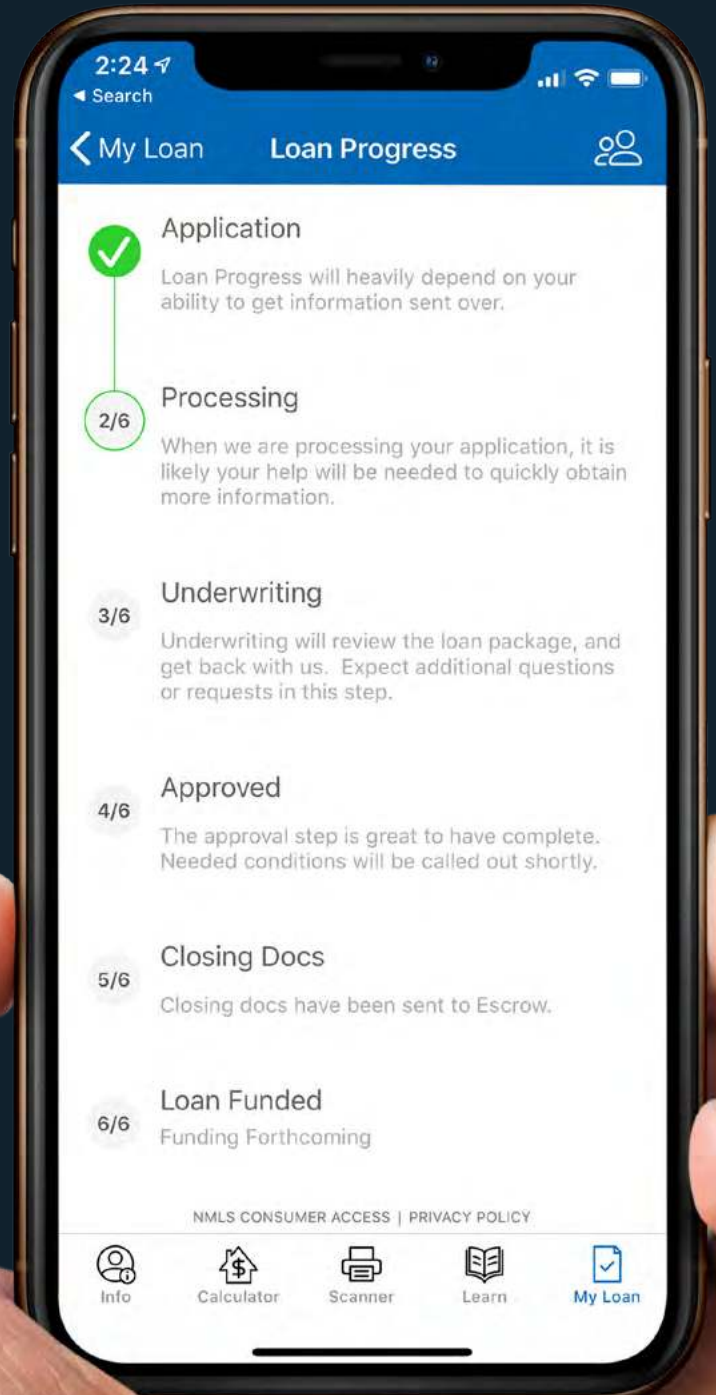 2:24
Search
My Loan
Loan Progress
Application
Loan Progress will heavily depend on your
ability to get information sent over.
2/6
Processing
When we are processing your application, it is
likely your help will be needed to quickly obtain
more information.
3/6
Underwriting
Underwriting will review the loan package, and
get back with us. Expect additional questions
or requests in this step.
4/6
Approved
The approval step is great to have complete.
Needed conditions will be called out shortly.
5/6
Closing Docs
Closing docs have been sent to Escrow.
6/6
Loan Funded
Funding Forthcoming
NMLS CONSUMER ACCESS | PRIVACY POLICY
Info
Calculator
Scanner
Learn
My Loan